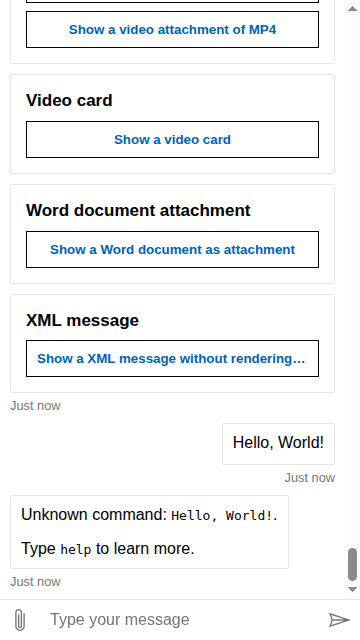 Show a video attachment of MP4
Video card
Show a video card
Word document attachment
Show a Word document as attachment
XML message
Show a XML message without rendering…
Just now
Hello, World!
Just now
Unknown command: Hello, World!.
Type help to learn more.
Just now
Type your message